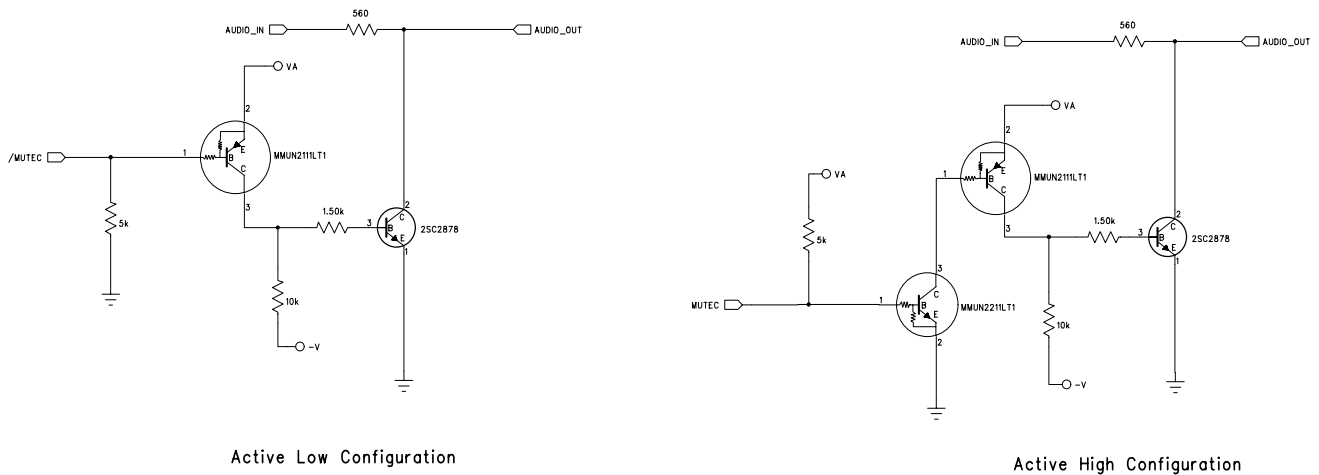 560
AUDIO_IN
AUDIO_OUT
VA
2
E
/MUTEC
1
B
MMUN2111LT1
C
3
5k
1.50k
3
B
C
2
E
1
2SC2878
10k
-V
Active Low Configuration
560
AUDIO_IN
AUDIO_OUT
VA
2
E
1
B
MMUN2111LT1
C
3
VA
5k
1.50k
3
B
C
2
E
1
2SC2878
3
C
MUTEC
1
B
MMUN2211LT1
E
2
10k
-V
Active High Configuration